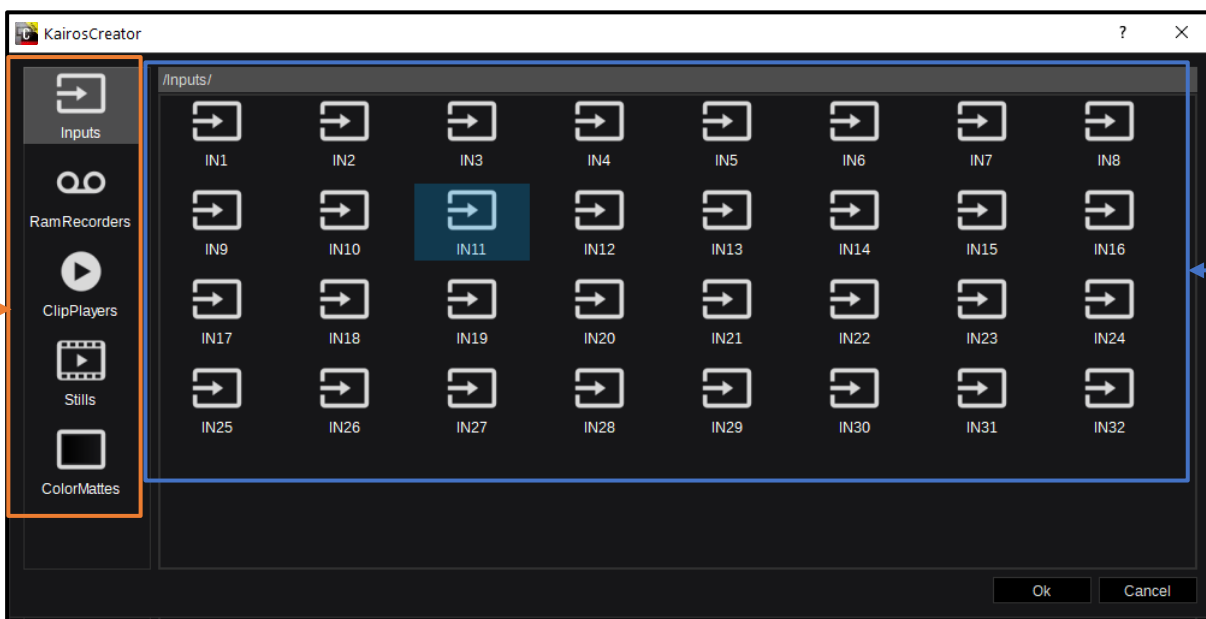 KairosCreator ?
/Inputs/
Inputs
RamRecorders
ClipPlayers
Stills
ColorMattes
IN1 IN2 IN3 IN4 IN5 IN6 IN7 IN8
IN9 IN10 IN11 IN12 IN13 IN14 IN15 IN16
IN17 IN18 IN19 IN20 IN21 IN22 IN23 IN24
IN25 IN26 IN27 IN28 IN29 IN30 IN31 IN32
Ok Cancel